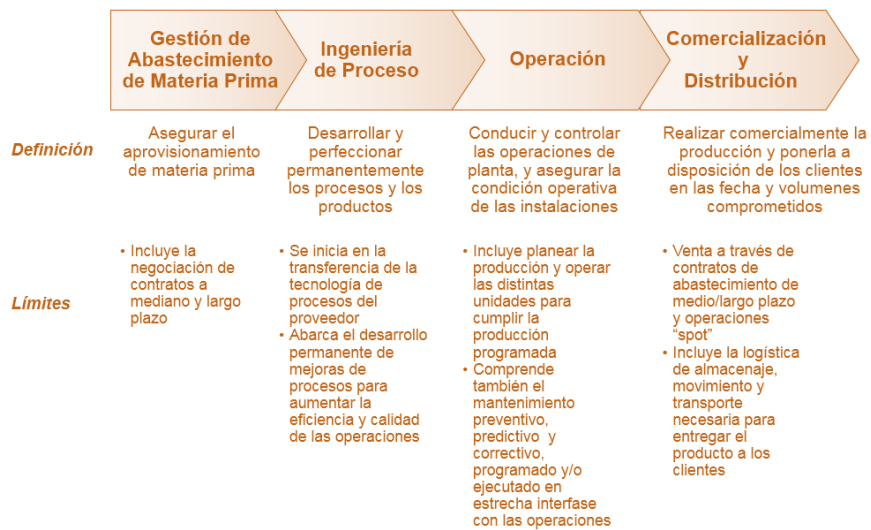 Gestión de
Abastecimiento
de Materia Prima
Ingeniería
de Proceso
Operación
Comercialización
y
Distribución
Definición
Asegurar el
aprovisionamiento
de materia prima
Desarrollar y
perfeccionar
permanentemente
los procesos y los
productos
Conducir y controlar
las operaciones de
planta, y asegurar la
condición operativa
de las instalaciones
Realizar comercialmente la
producción y ponerla a
disposición de los clientes
en las fecha y volumenes
comprometidos
Límites
• Incluye la
negociación de
contratos a
mediano y largo
plazo
• Se inicia en la
transferencia de la
tecnología de
procesos del
proveedor
• Abarca el desarrollo
permanente de
mejoras de
procesos para
aumentar la
eficiencia y calidad
de las operaciones
• Incluye planear la
producción y operar
las distintas
unidades para
cumplir la
producción
programada
• Comprende
también el
mantenimiento
preventivo,
predictivo y
correctivo,
programado y/o
ejecutado en
estrecha interfase
con las operaciones
• Venta a través de
contratos de
abastecimiento de
medio/largo plazo
y operaciones
“spot”
• Incluye la logística
de almacenaje,
movimiento y
transporte
necesaria para
entregar el
producto a los
clientes